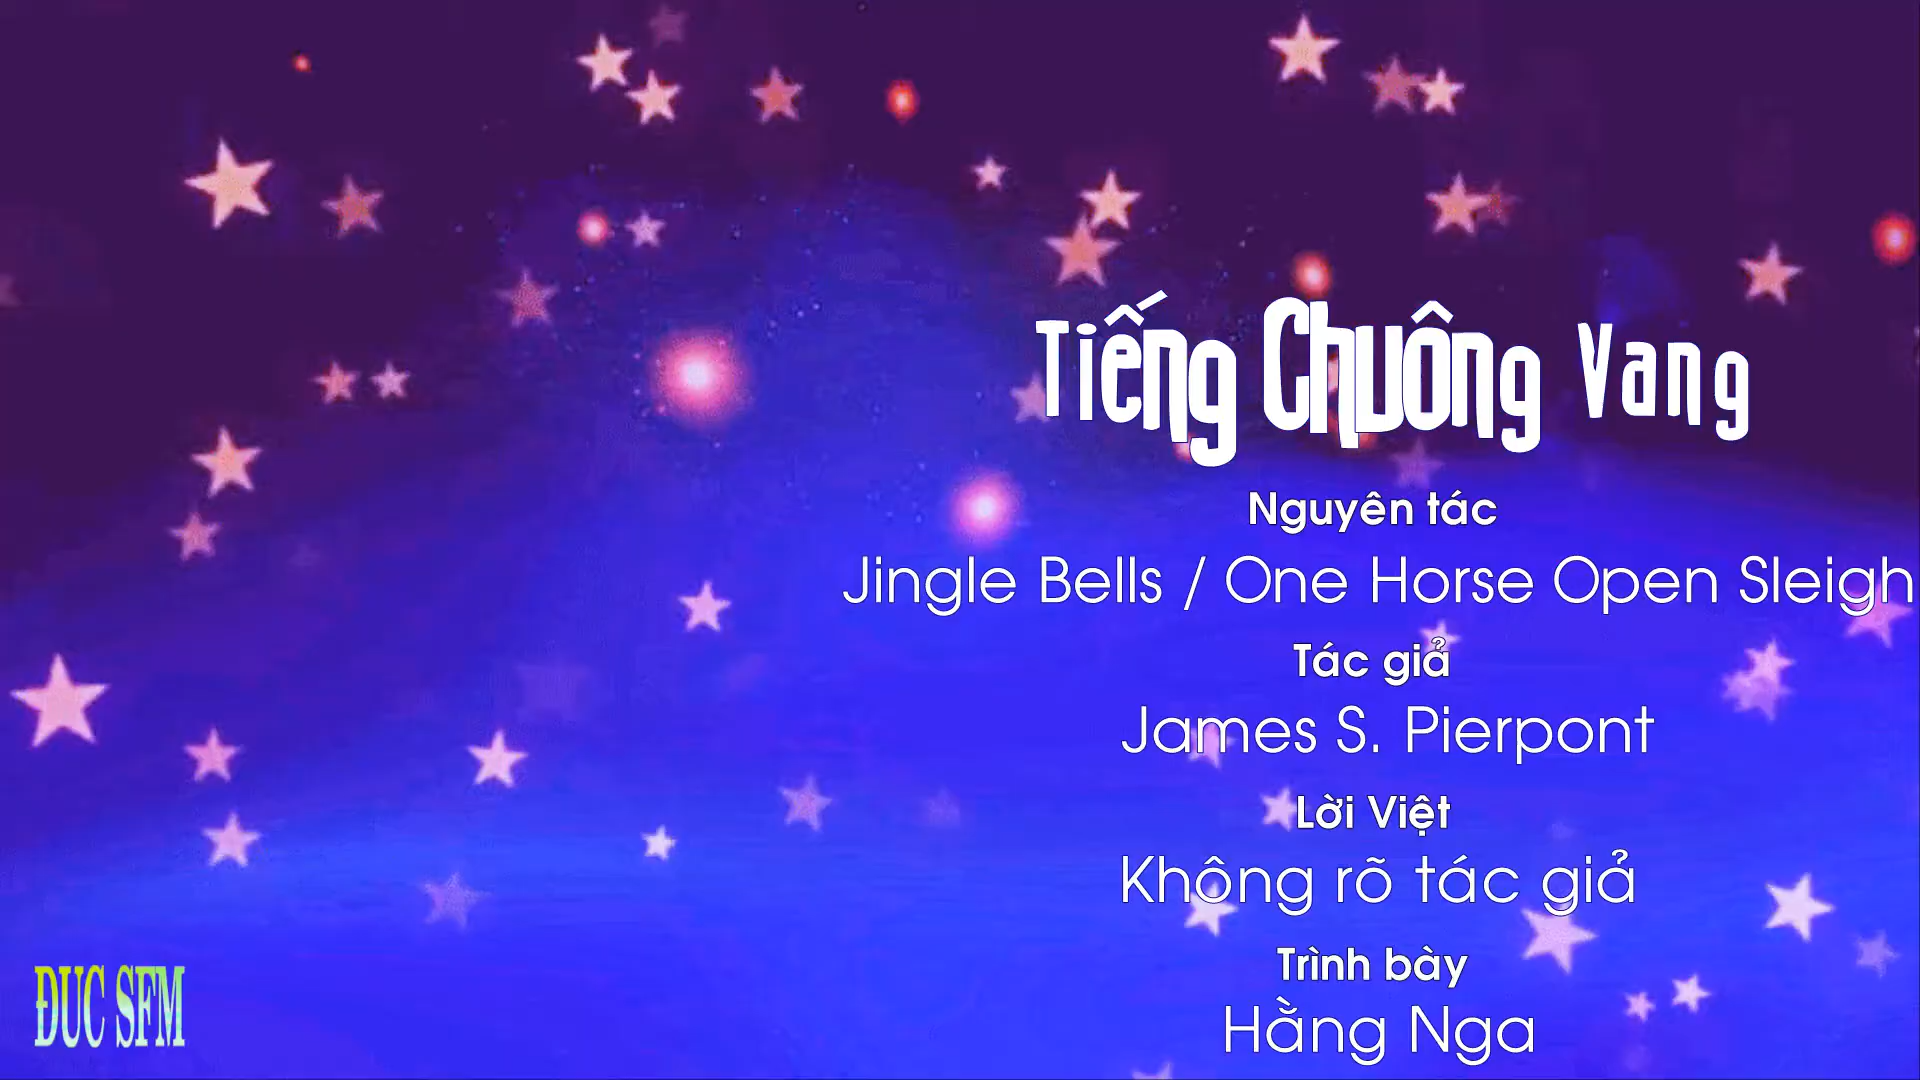 Tiếng Chuông Vang
Nguyên tác
Jingle Bells / One Horse Open Sleigh
Tác giả
James S. Pierpont
Lời Việt
Không rõ tác giả
Trình bày
Hằng Nga
ĐUC SFM